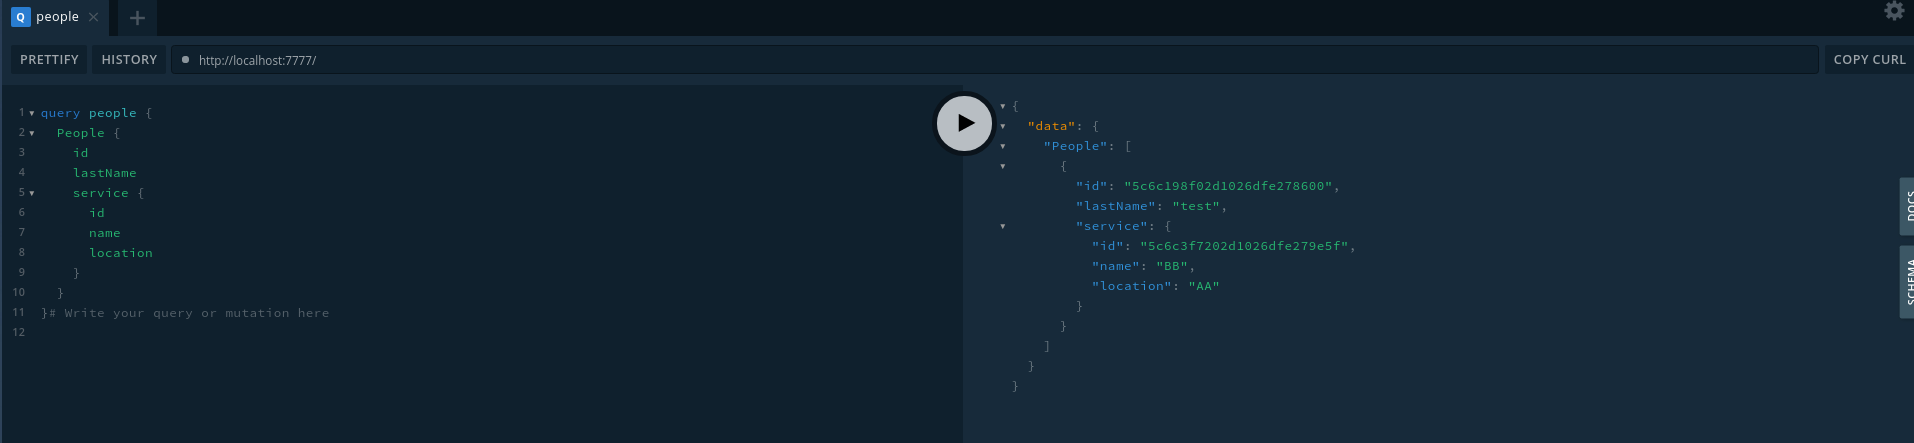 Q people
PRETTIFY HISTORY http://localhost:7777/ COPY CURL
1 query people {
2 People {
3 id
4 lastName
5 service {
6 id
7 name
8 location
9 }
10 }
11 }# Write your query or mutation here
12
{
"data": {
"People": [
{
"id": "5c6c198f02d1026dfe278600",
"lastName": "test",
"service": {
"id": "5c6c3f7202d1026dfe279e5f",
"name": "BB",
"location": "AA"
}
}
]
}
}
DOCS
SCHEMA